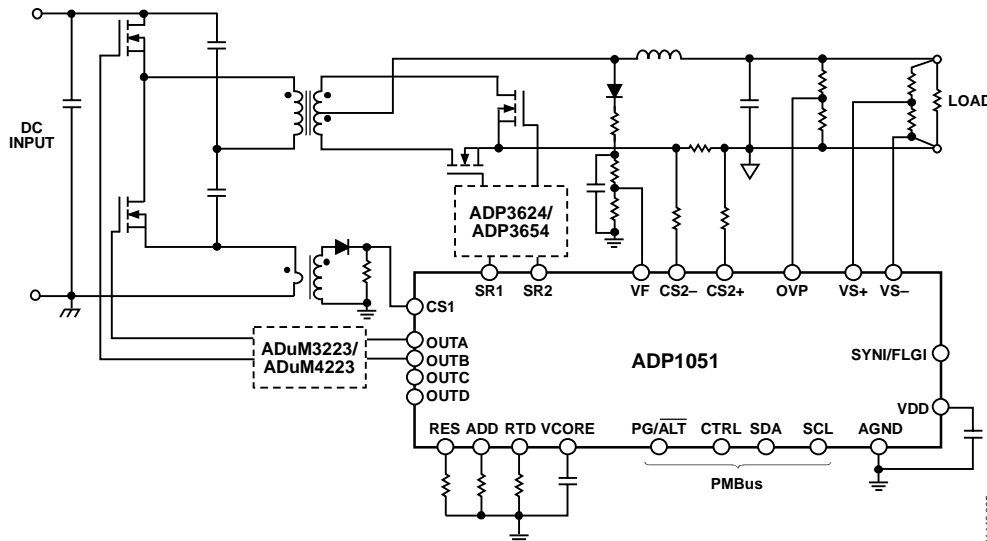 DC
INPUT
LOAD
ADP3624/
ADP3654
SR1 SR2 VF CS2– CS2+ OVP VS+ VS–
CS1
ADuM3223/
ADuM4223
OUTA
OUTB
OUTC
OUTD
ADP1051
SYNI/FLGI
VDD
RES ADD RTD VCORE PG/ALT CTRL SDA SCL AGND
PMBus